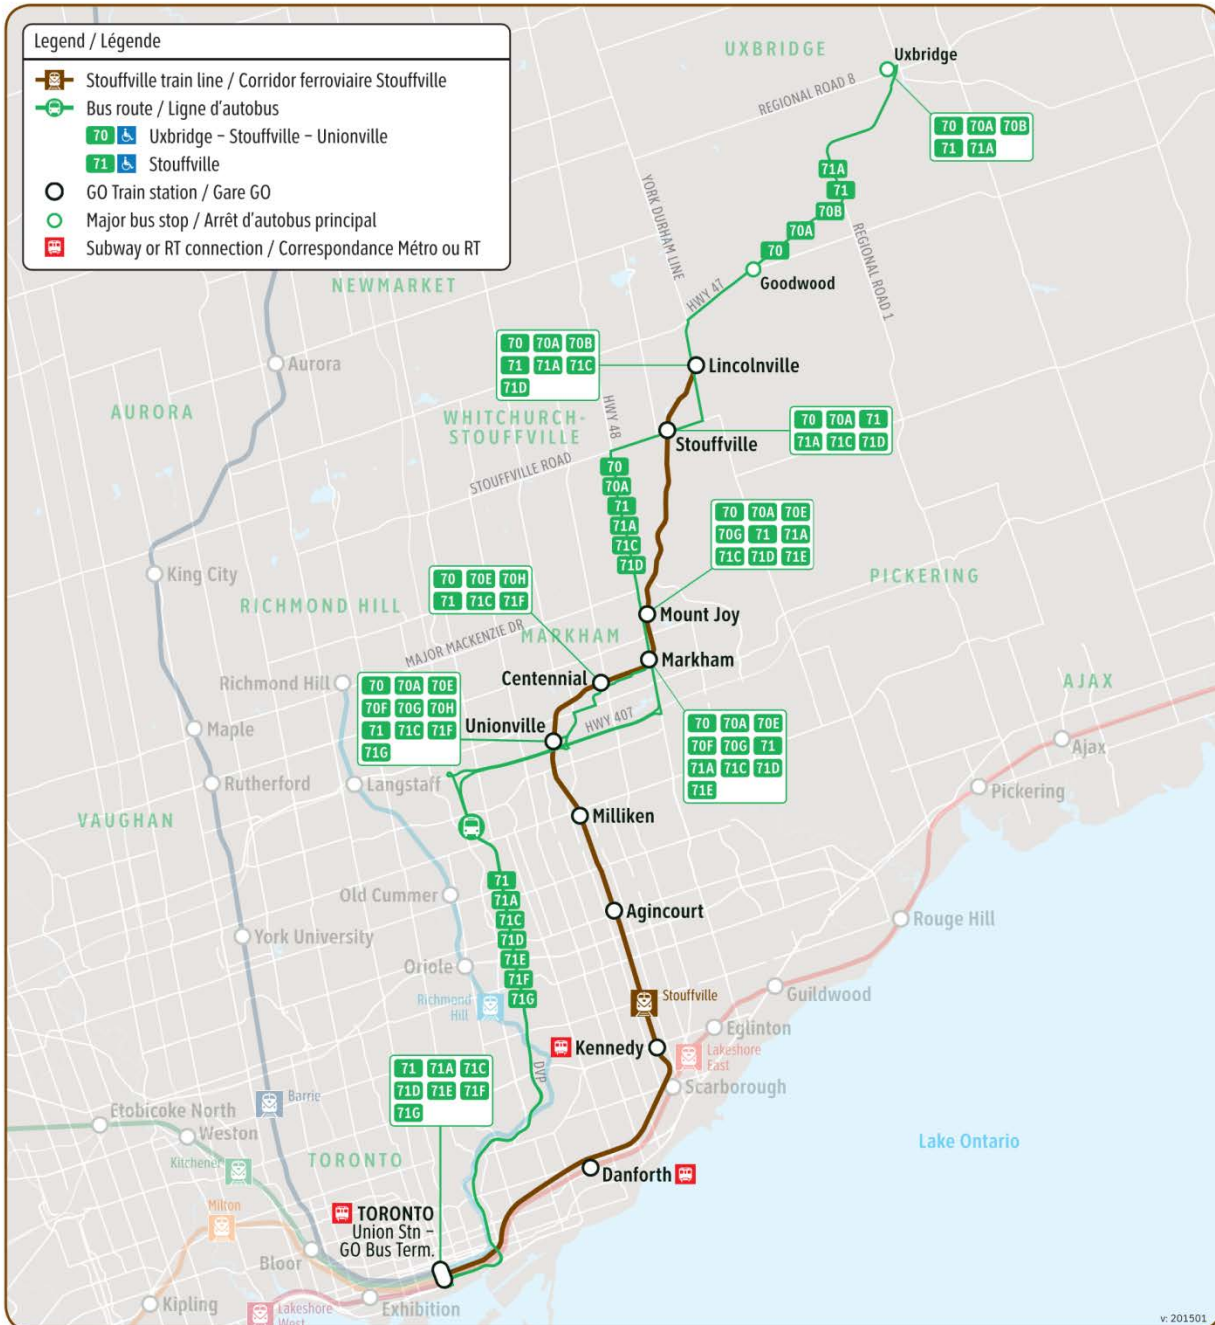 Legend / Légende
Stouffville train line / Corridor ferroviaire Stouffville
Bus route / Ligne d'autobus
70 Uxbridge – Stouffville – Unionville
71 Stouffville
GO Train station / Gare GO
Major bus stop / Arrêt d'autobus principal
Subway or RT connection / Correspondance Métro ou RT
UXBRIDGE
Uxbridge
REGIONAL ROAD 8
70 70A 70B
71 71A
71A
71
70B
70A
70
YORK DURHAM LINE
REGIONAL ROAD 1
Goodwood
HWY 47
NEWMARKET
Aurora
AURORA
70 70A 70B
71 71A 71C
71D
Lincolnville
WHITCHURCH-
STOUFFVILLE
HWY 48
Stouffville
70 70A 71
71A 71C 71D
STOUFFVILLE ROAD
70
70A
71
71A
71C
71D
70 70A 70E
70G 71 71A
71C 71D 71E
King City
RICHMOND HILL
70 70E 70H
71 71C 71F
PICKERING
Mount Joy
MARKHAM
MAJOR MACKENZIE DR
Markham
Centennial
Richmond Hill
70 70A 70E
70F 70G 70H
71 71C 71F
71G
Unionville
HWY 407
AJAX
70 70A 70E
70F 70G 71
71A 71C 71D
71E
Maple
Ajax
Rutherford
Langstaff
Pickering
VAUGHAN
Milliken
71
71A
71C
71D
71E
71F
71G
Old Cummer
Agincourt
Rouge Hill
York University
Oriole
Richmond
Hill
Guildwood
Stouffville
Eglinton
Kennedy
Lakeshore
East
DVP
Scarborough
71 71A 71C
71D 71E 71F
71G
Barrie
Etobicoke North
Weston
Kitchener
TORONTO
Lake Ontario
Danforth
Milton
TORONTO
Union Stn –
GO Bus Term.
Bloor
Kipling
Lakeshore
West
Exhibition
v: 201501